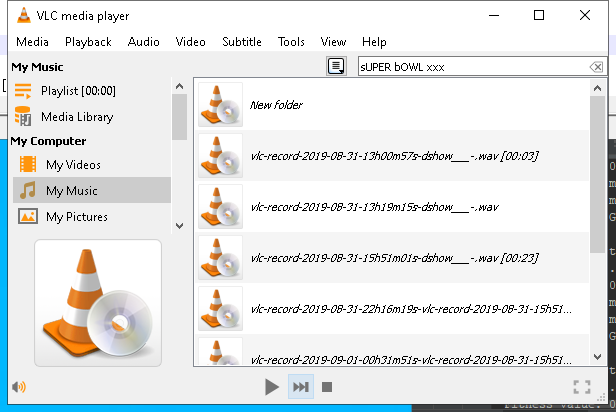 VLC media player
Media Playback Audio Video Subtitle Tools View Help
My Music
sUPER bOWL xxx
Playlist [00:00]
Media Library
My Computer
My Videos
My Music
My Pictures
New folder
vlc-record-2019-08-31-13h00m57s-dshow___-.wav [00:03]
vlc-record-2019-08-31-13h19m15s-dshow___-.wav
vlc-record-2019-08-31-15h51m01s-dshow___-.wav [00:23]
vlc-record-2019-08-31-22h16m19s-vlc-record-2019-08-31-15h51...
vlc-record-2019-09-01-00h31m51s-vlc-record-2019-08-31-15h51...